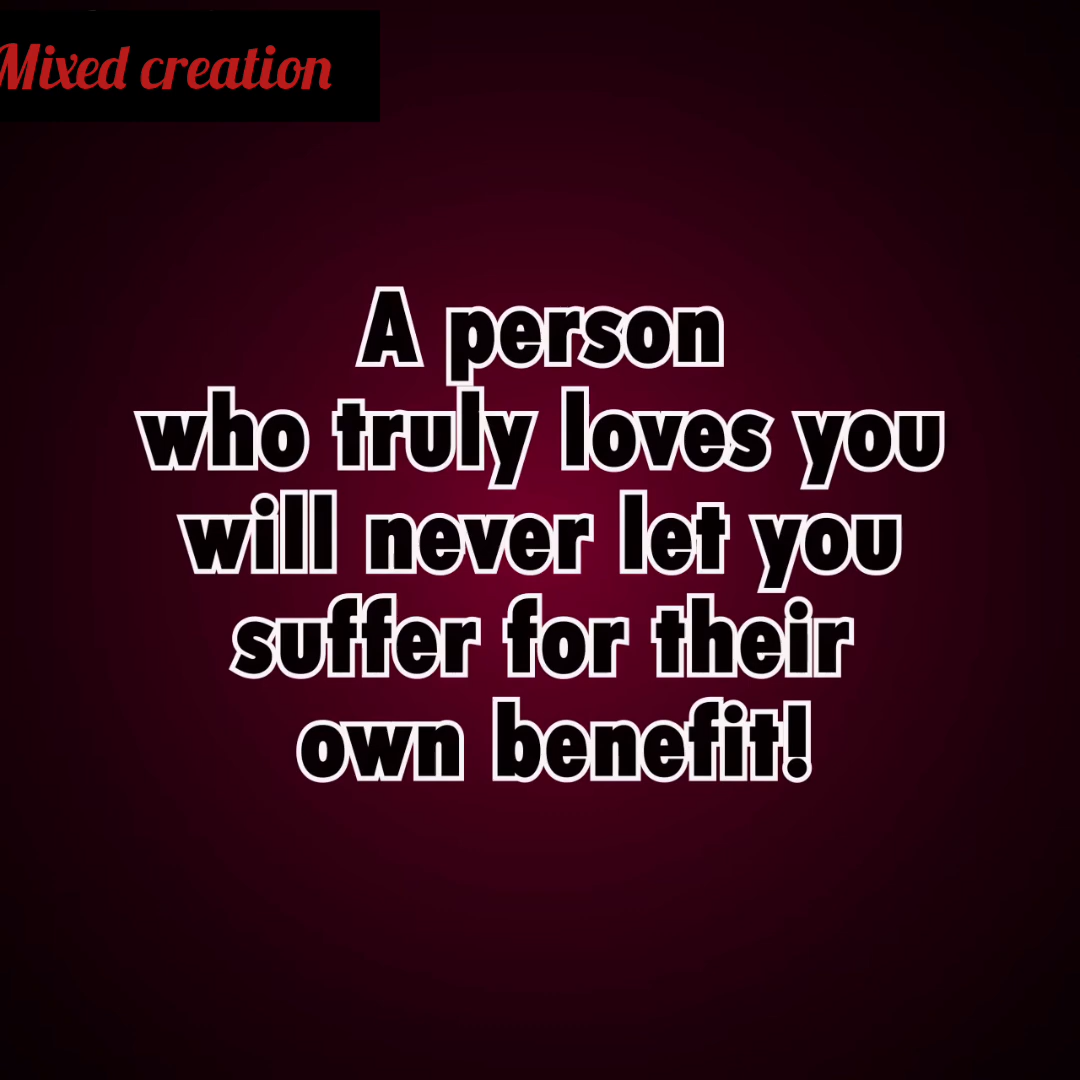 Mixed creation
A person
who truly loves you
will never let you
suffer for their
own benefit!